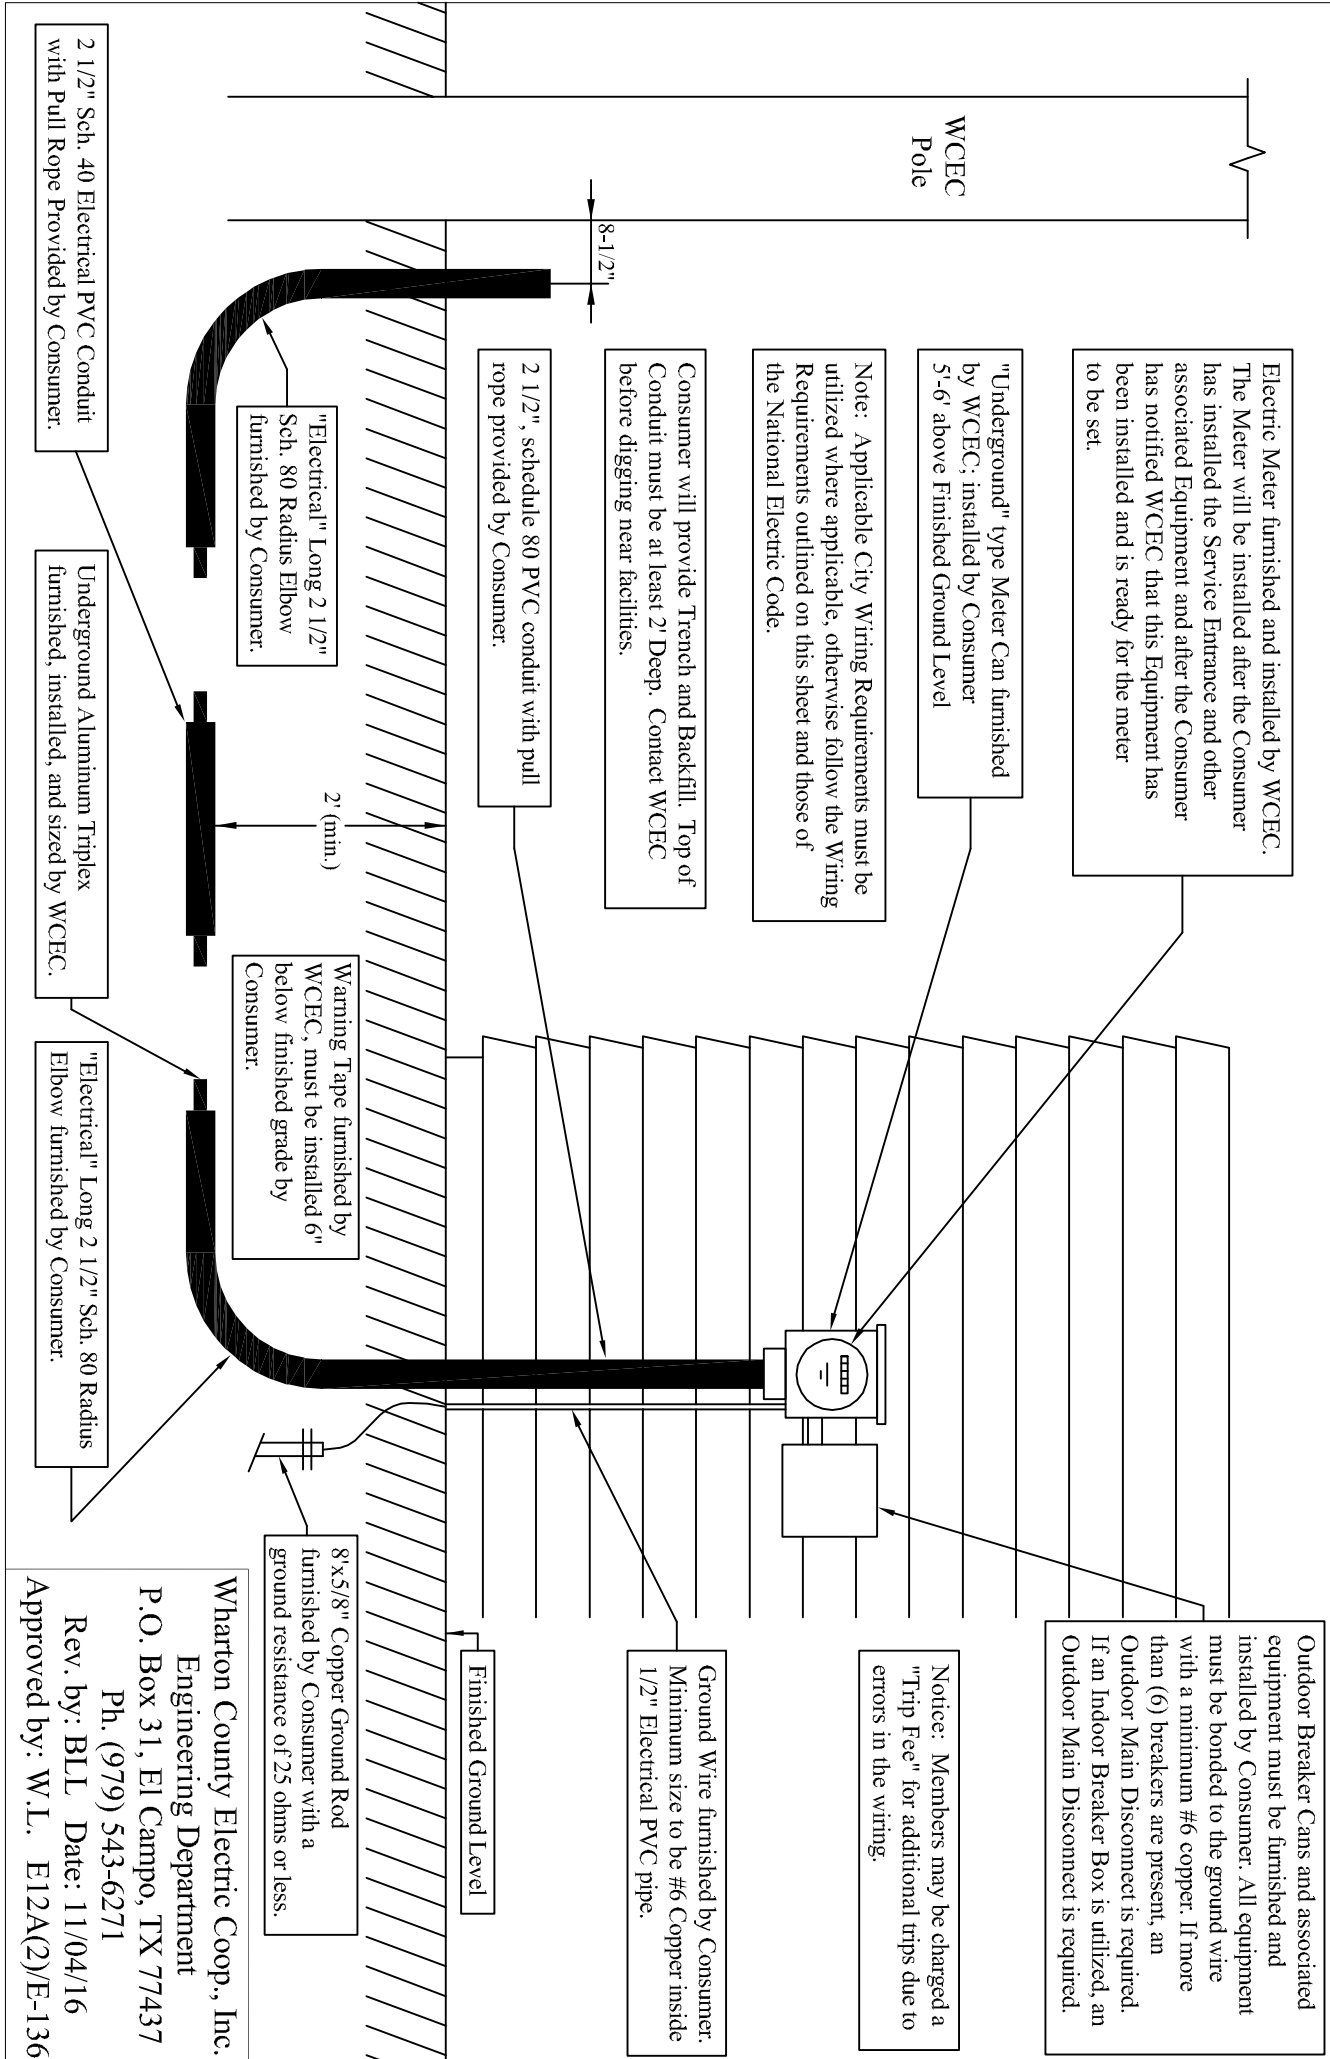 WCEC
Pole
8-1/2"
Electric Meter furnished and installed by WCEC.
The Meter will be installed after the Consumer
has installed the Service Entrance and other
associated Equipment and after the Consumer
has notified WCEC that this Equipment has
been installed and is ready for the meter
to be set.
"Underground" type Meter Can furnished
by WCEC; installed by Consumer
5'-6' above Finished Ground Level
Note: Applicable City Wiring Requirements must be
utilized where applicable, otherwise follow the Wiring
Requirements outlined on this sheet and those of
the National Electric Code.
Consumer will provide Trench and Backfill. Top of
Conduit must be at least 2' Deep. Contact WCEC
before digging near facilities.
2 1/2", schedule 80 PVC conduit with pull
rope provided by Consumer.
Outdoor Breaker Cans and associated
equipment must be furnished and
installed by Consumer. All equipment
must be bonded to the ground wire
with a minimum #6 copper. If more
than (6) breakers are present, an
Outdoor Main Disconnect is required.
If an Indoor Breaker Box is utilized, an
Outdoor Main Disconnect is required.
Notice: Members may be charged a
"Trip Fee" for additional trips due to
errors in the wiring.
Ground Wire furnished by Consumer.
Minimum size to be #6 Copper inside
1/2" Electrical PVC pipe.
Finished Ground Level
2' (min.)
"Electrical" Long 2 1/2"
Sch. 80 Radius Elbow
furnished by Consumer.
Warning Tape furnished by
WCEC, must be installed 6"
below finished grade by
Consumer.
8'x5/8" Copper Ground Rod
furnished by Consumer with a
ground resistance of 25 ohms or less.
2 1/2" Sch. 40 Electrical PVC Conduit
with Pull Rope Provided by Consumer.
Underground Aluminum Triplex
furnished, installed, and sized by WCEC.
"Electrical" Long 2 1/2" Sch. 80 Radius
Elbow furnished by Consumer.
Wharton County Electric Coop., Inc.
Engineering Department
P.O. Box 31, El Campo, TX 77437
Ph. (979) 543-6271
Rev. by: BLL Date: 11/04/16
Approved by: W.L. E12A(2)/E-136